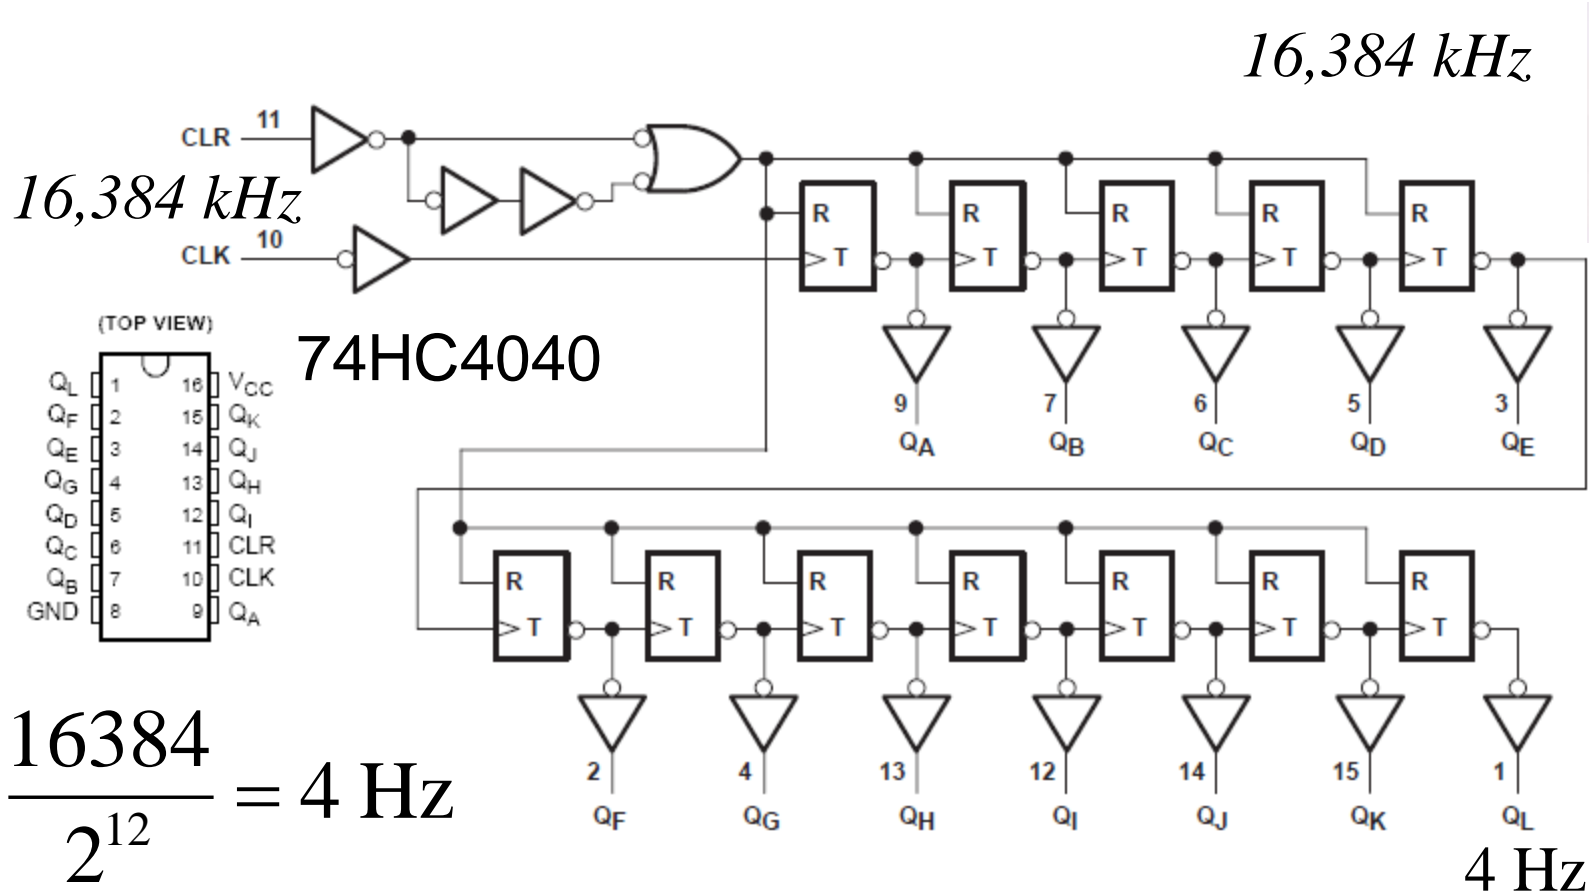 16,384 kHz
CLR 11
16,384 kHz
CLK 10
R R R R R
T T T T T
(TOP VIEW)
74HC4040
QL 1 16 VCC
QF 2 15 QK
QE 3 14 QJ
QG 4 13 QH
QD 5 12 QI
QC 6 11 CLR
QB 7 10 CLK
GND 8 9 QA
9 7 6 5 3
QA QB QC QD QE
R R R R R R R
T T T T T T T
2 4 13 12 14 15 1
QF QG QH QI QJ QK QL
16384
2^12
= 4 Hz
4 Hz